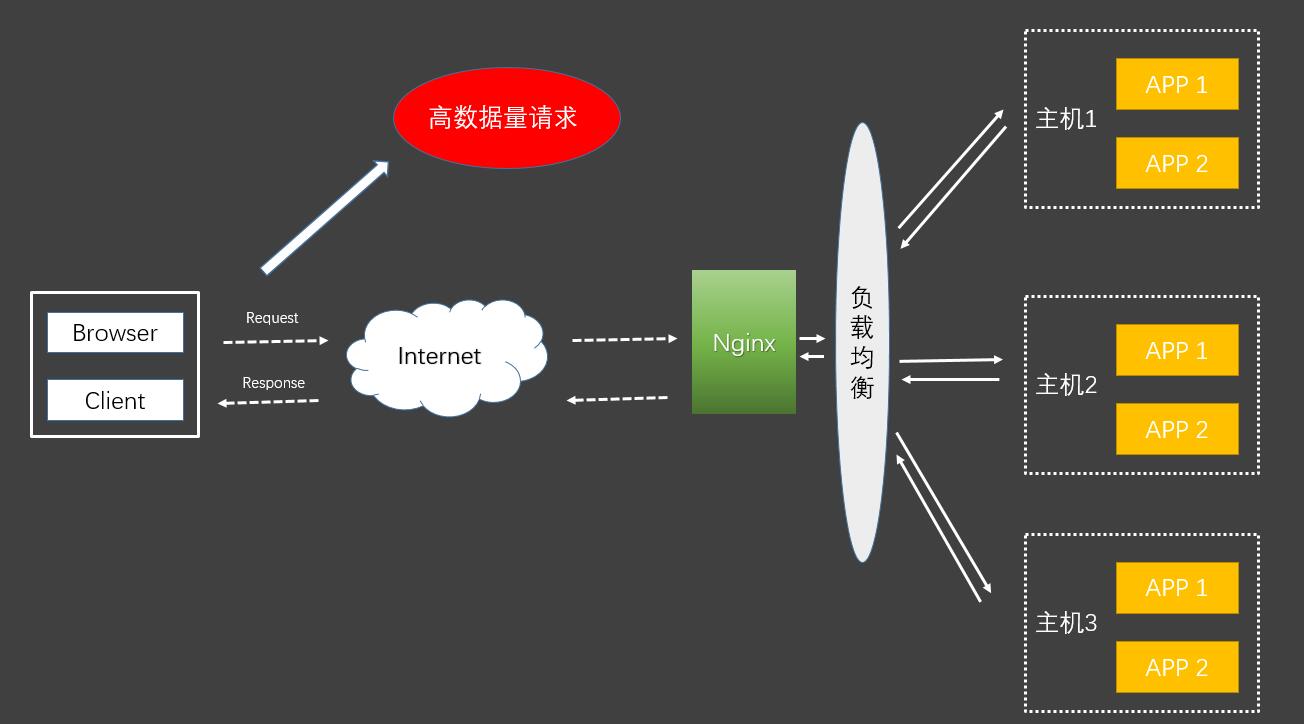 高数据量请求
Browser
Client
Request
Response
Internet
Nginx
负
载
均
衡
主机1
APP 1
APP 2
主机2
APP 1
APP 2
主机3
APP 1
APP 2